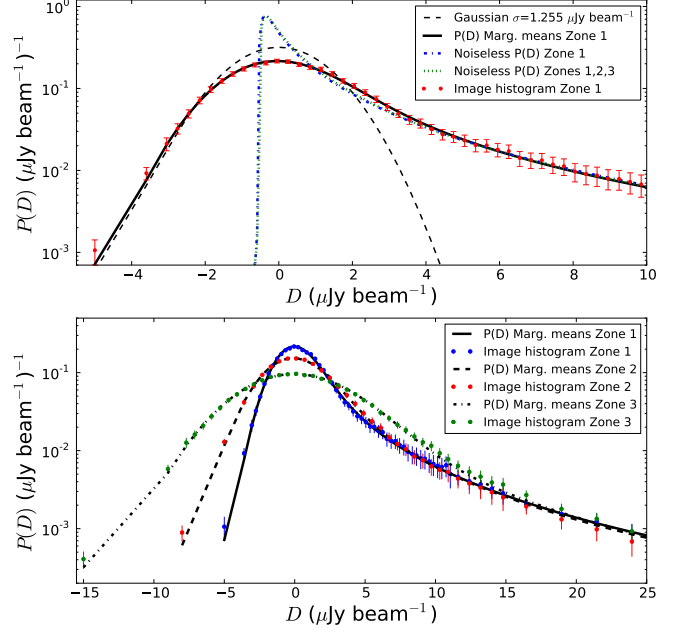 Gaussian σ=1.255 μJy beam⁻¹
P(D) Marg. means Zone 1
Noiseless P(D) Zone 1
Noiseless P(D) Zones 1,2,3
Image histogram Zone 1
10⁰
10⁻¹
10⁻²
10⁻³
P(D) (μJy beam⁻¹)⁻¹
−4 −2 0 2 4 6 8 10
D (μJy beam⁻¹)
P(D) Marg. means Zone 1
Image histogram Zone 1
P(D) Marg. means Zone 2
Image histogram Zone 2
P(D) Marg. means Zone 3
Image histogram Zone 3
10⁻¹
10⁻²
10⁻³
P(D) (μJy beam⁻¹)⁻¹
−15 −10 −5 0 5 10 15 20 25
D (μJy beam⁻¹)